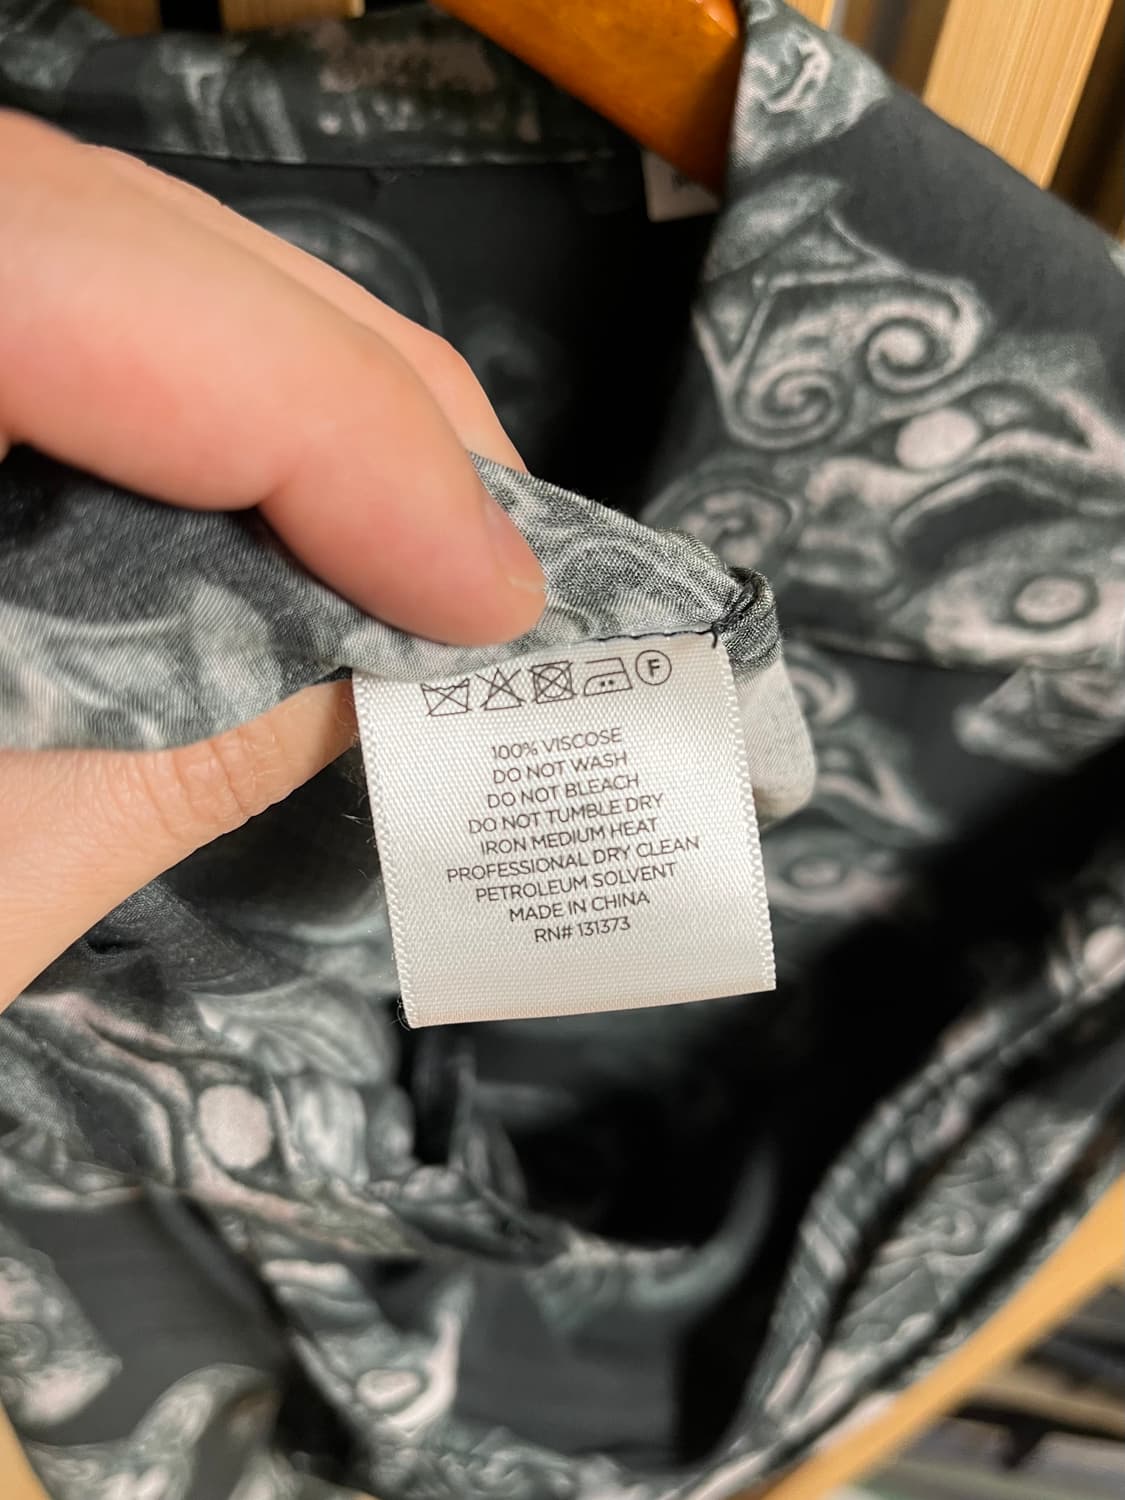 F
100% VISCOSE
DO NOT WASH
DO NOT BLEACH
DO NOT TUMBLE DRY
IRON MEDIUM HEAT
PROFESSIONAL DRY CLEAN
PETROLEUM SOLVENT
MADE IN CHINA
RN# 131373